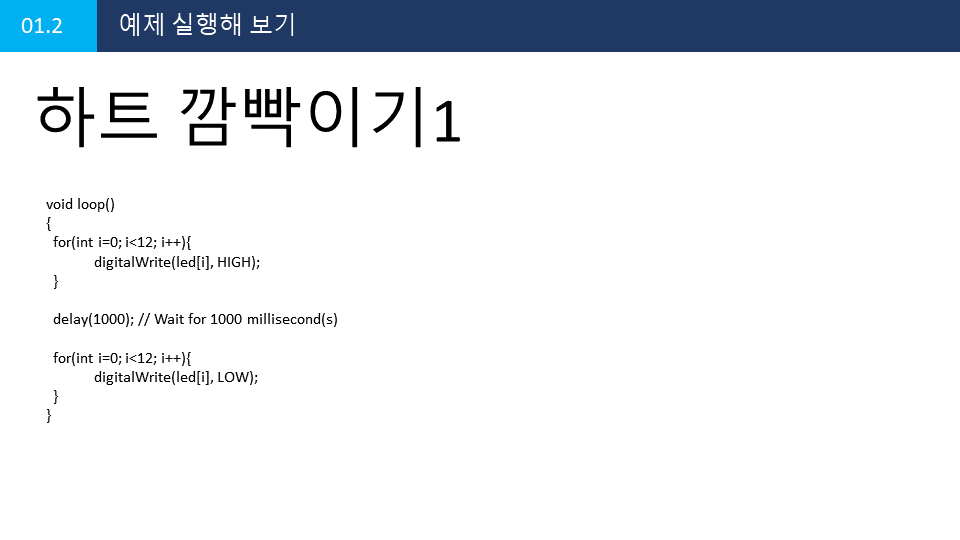 01.2 예제 실행해 보기
하트 깜빡이기1
void loop()
{
for(int i=0; i<12; i++){
digitalWrite(led[i], HIGH);
}
delay(1000); // Wait for 1000 millisecond(s)
for(int i=0; i<12; i++){
digitalWrite(led[i], LOW);
}
}